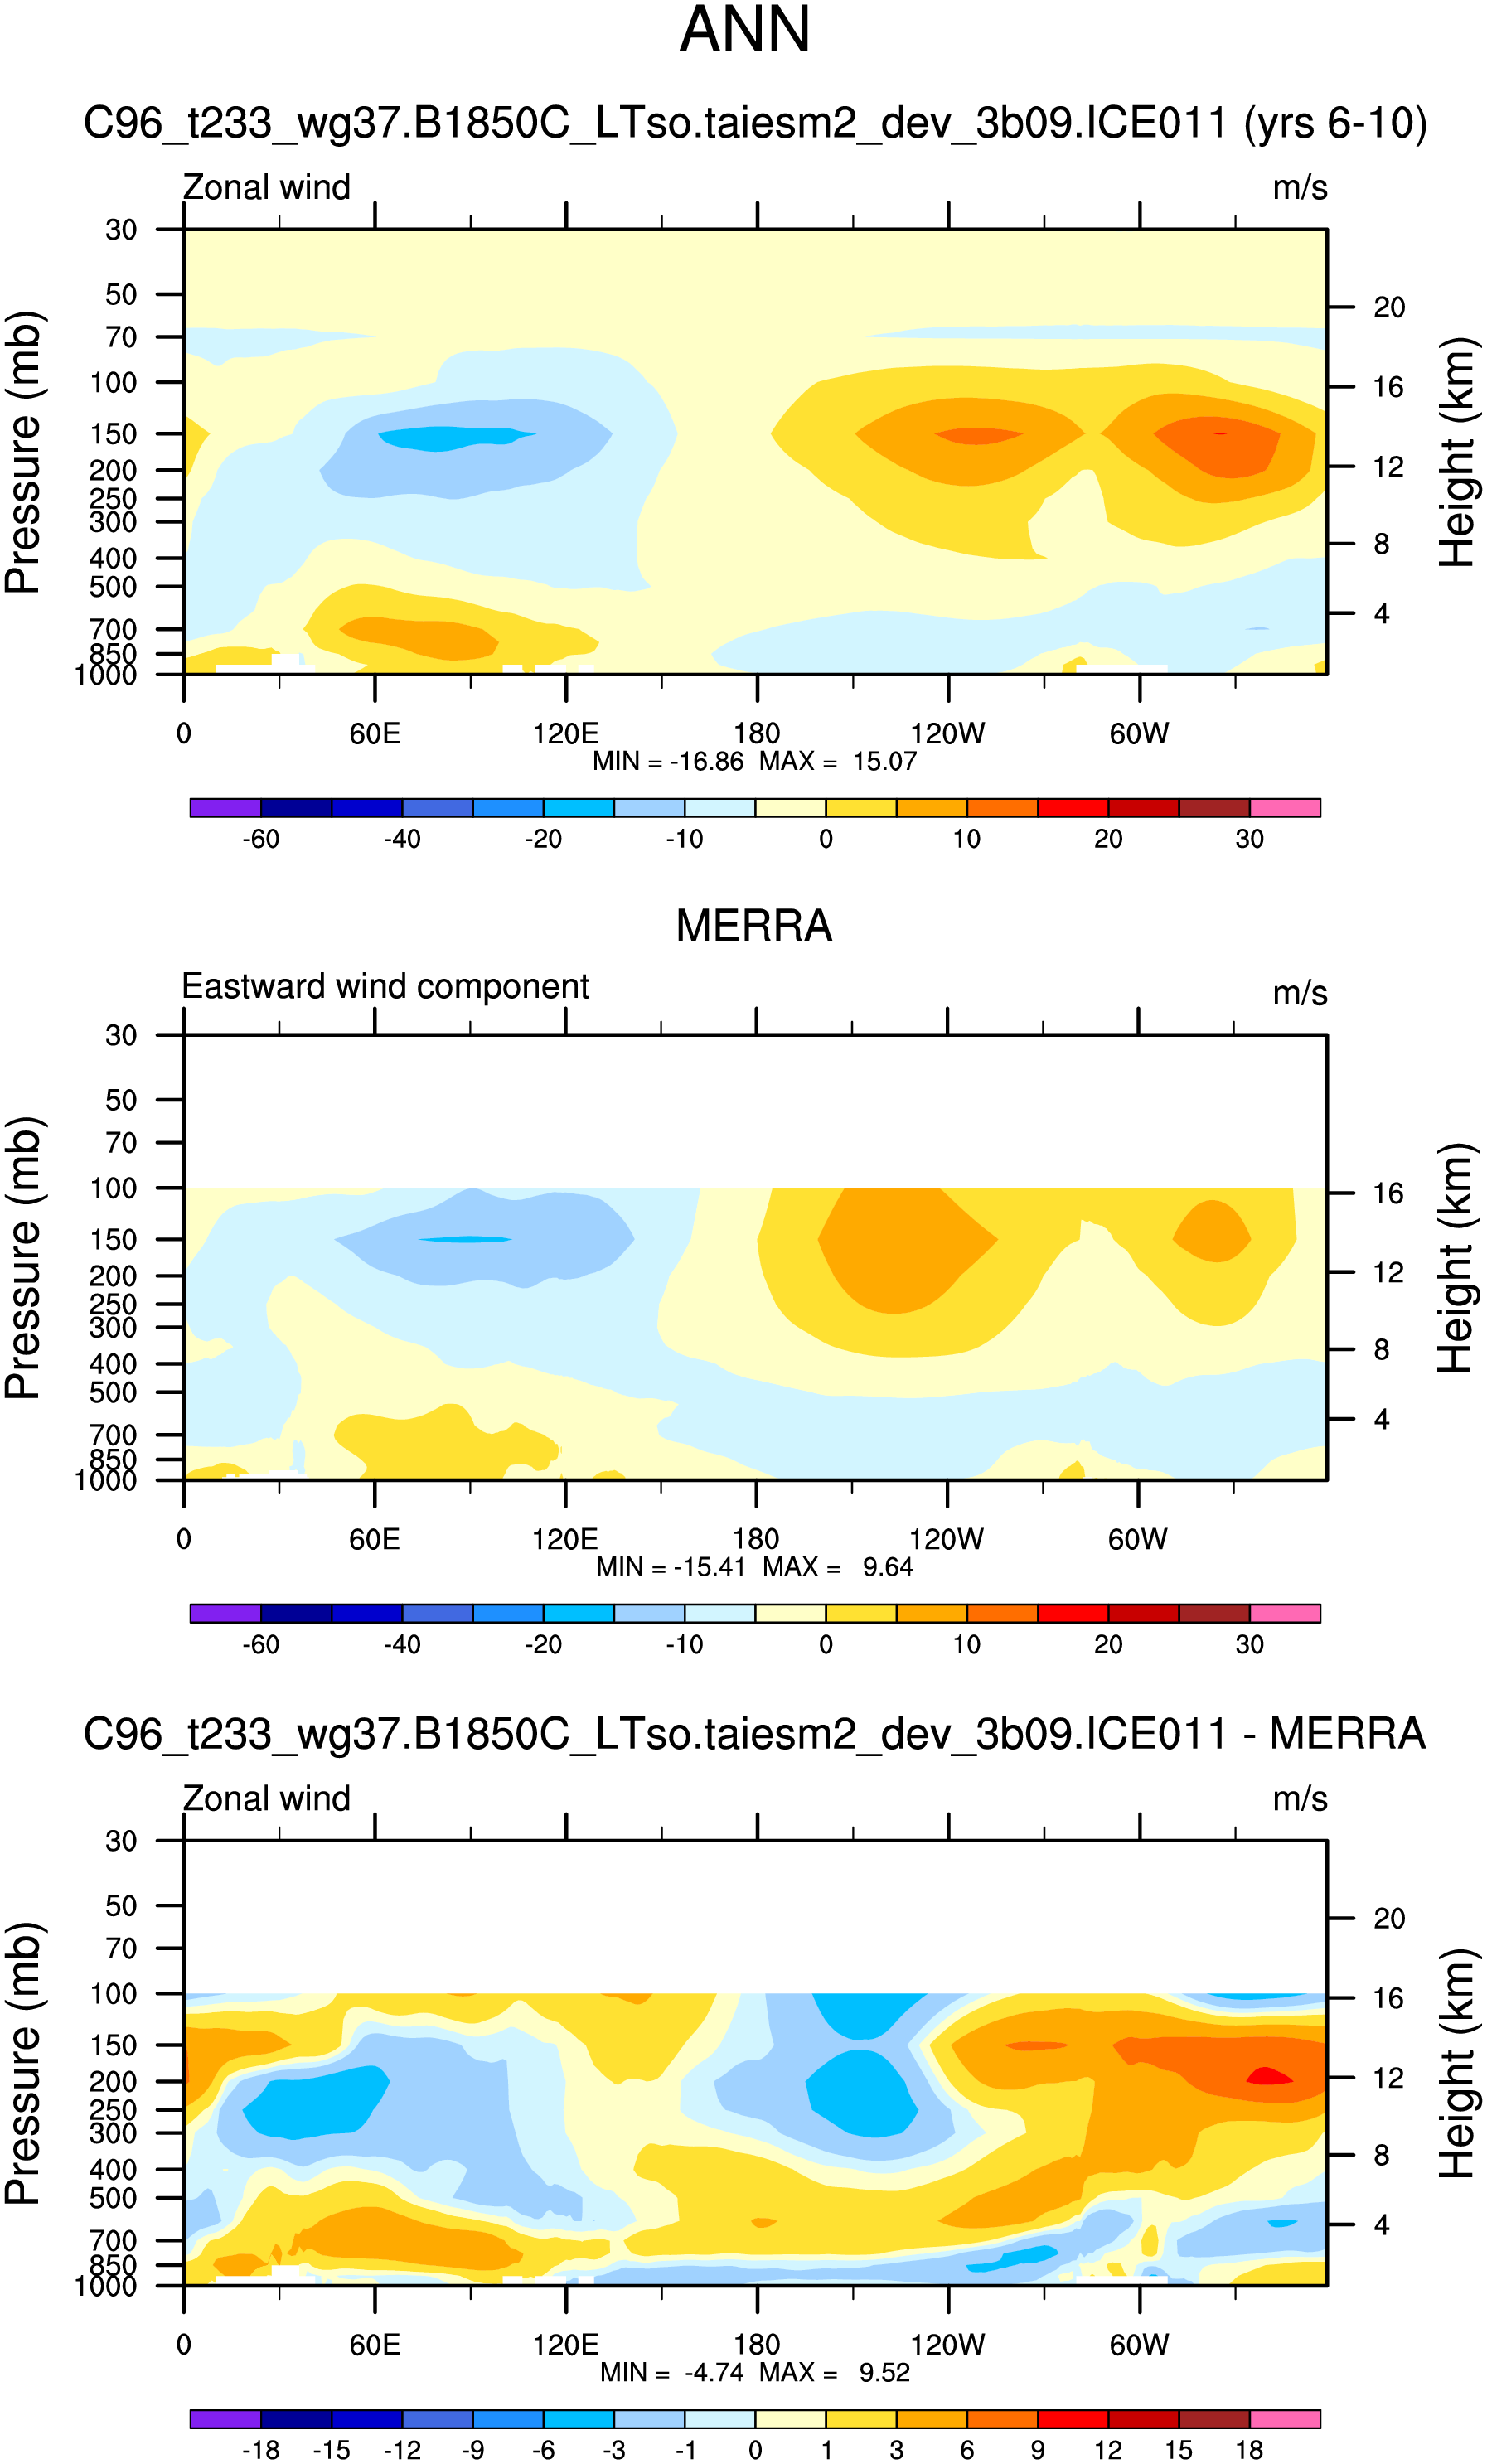 ANN
C96_t233_wg37.B1850C_LTso.taiesm2_dev_3b09.ICE011 (yrs 6-10)
Zonal wind m/s
Pressure (mb)
30
50
70
100
150
200
250
300
400
500
700
850
1000
Height (km)
20
16
12
8
4
0 60E 120E 180 120W 60W
MIN = -16.86 MAX = 15.07
-60 -40 -20 -10 0 10 20 30
MERRA
Eastward wind component m/s
Pressure (mb)
30
50
70
100
150
200
250
300
400
500
700
850
1000
Height (km)
16
12
8
4
0 60E 120E 180 120W 60W
MIN = -15.41 MAX = 9.64
-60 -40 -20 -10 0 10 20 30
C96_t233_wg37.B1850C_LTso.taiesm2_dev_3b09.ICE011 - MERRA
Zonal wind m/s
Pressure (mb)
30
50
70
100
150
200
250
300
400
500
700
850
1000
Height (km)
20
16
12
8
4
0 60E 120E 180 120W 60W
MIN = -4.74 MAX = 9.52
-18 -15 -12 -9 -6 -3 -1 0 1 3 6 9 12 15 18